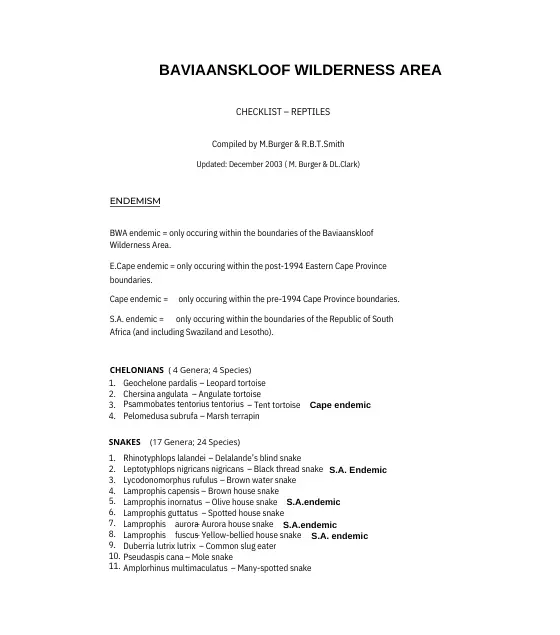 BAVIAANSKLOOF WILDERNESS AREA
CHECKLIST – REPTILES
Compiled by M.Burger & R.B.T.Smith
Updated: December 2003 ( M. Burger & DL.Clark)
ENDEMISM
BWA endemic = only occuring within the boundaries of the Baviaanskloof
Wilderness Area.
E.Cape endemic = only occuring within the post-1994 Eastern Cape Province
boundaries.
Cape endemic = only occuring within the pre-1994 Cape Province boundaries.
S.A. endemic = only occuring within the boundaries of the Republic of South
Africa (and including Swaziland and Lesotho).
CHELONIANS ( 4 Genera; 4 Species)
1. Geochelone pardalis – Leopard tortoise
2. Chersina angulata – Angulate tortoise
3. Psammobates tentorius tentorius – Tent tortoise Cape endemic
4. Pelomedusa subrufa – Marsh terrapin
SNAKES (17 Genera; 24 Species)
1. Rhinotyphlops lalandei – Delalande's blind snake
2. Leptotyphlops nigricans nigricans – Black thread snake S.A. Endemic
3. Lycodonomorphus rufulus – Brown water snake
4. Lamprophis capensis – Brown house snake
5. Lamprophis inornatus – Olive house snake S.A.endemic
6. Lamprophis guttatus – Spotted house snake
7. Lamprophis aurora– Aurora house snake S.A.endemic
8. Lamprophis fuscus– Yellow-bellied house snake S.A. endemic
9. Duberria lutrix lutrix – Common slug eater
10. Pseudaspis cana – Mole snake
11. Amplorhinus multimaculatus – Many-spotted snake